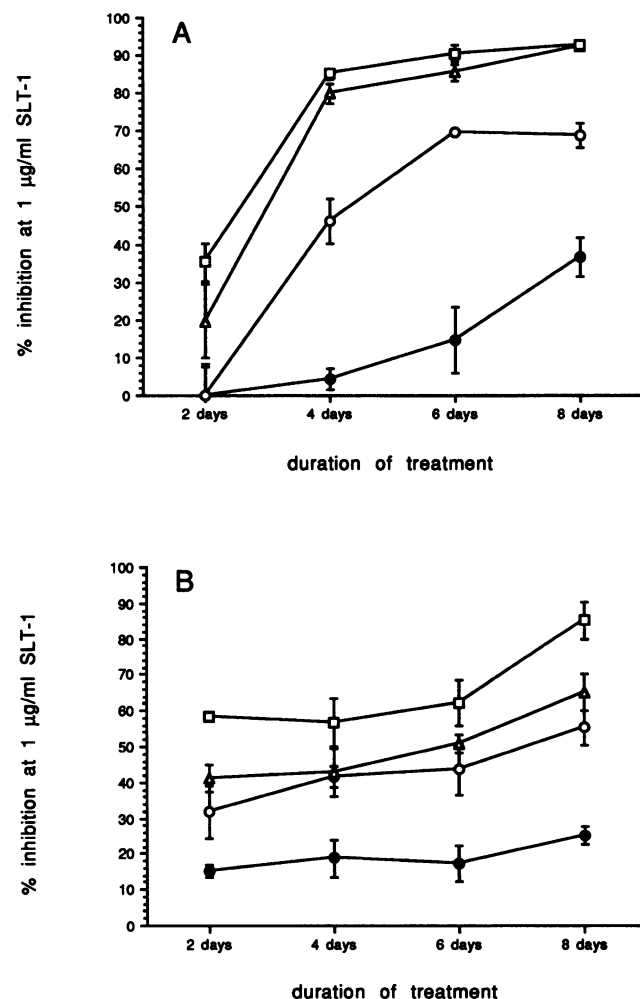 A
% inhibition at 1 µg/ml SLT-1
100
90
80
70
60
50
40
30
20
10
0
2 days 4 days 6 days 8 days
duration of treatment
B
% inhibition at 1 µg/ml SLT-1
100
90
80
70
60
50
40
30
20
10
0
2 days 4 days 6 days 8 days
duration of treatment